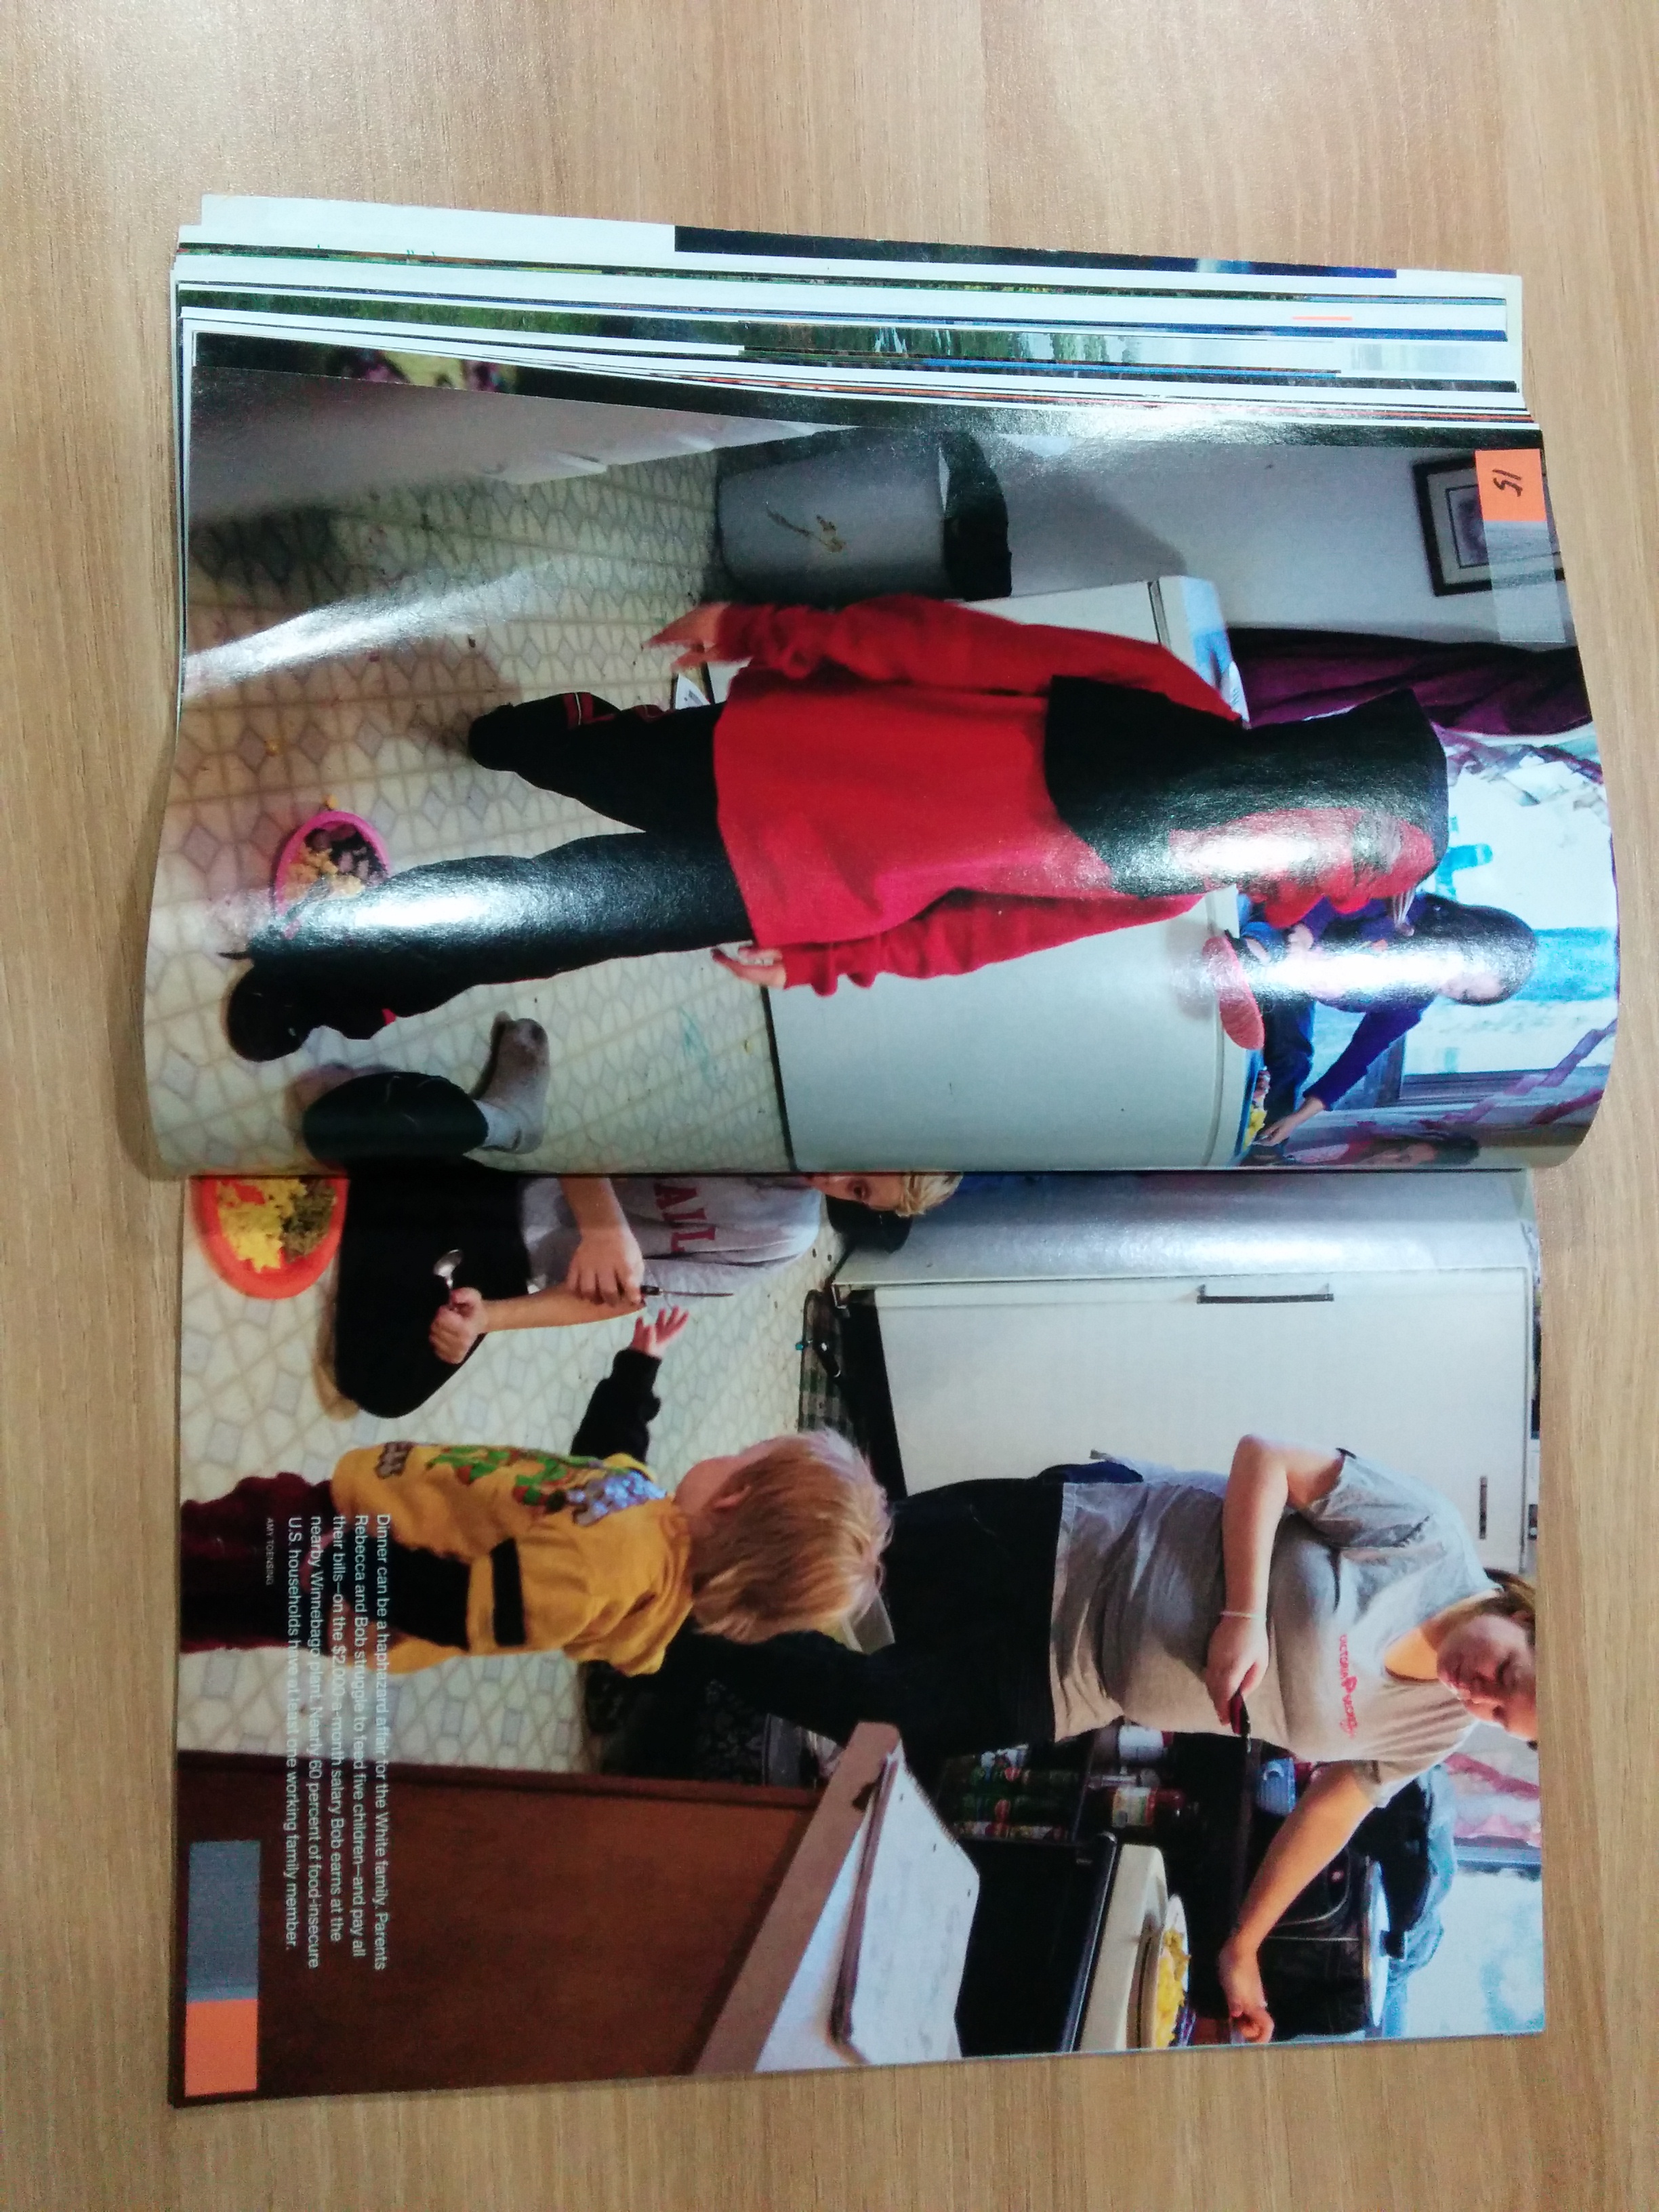 15
AIL
Dinner can be a haphazard affair for the White family. Parents
Rebecca and Bob struggle to feed five children—and pay all
their bills—on the $2,000-a-month salary Bob earns at the
nearby Winnebago plant. Nearly 60 percent of food-insecure
U.S. households have at least one working family member.
AMY TOENSING